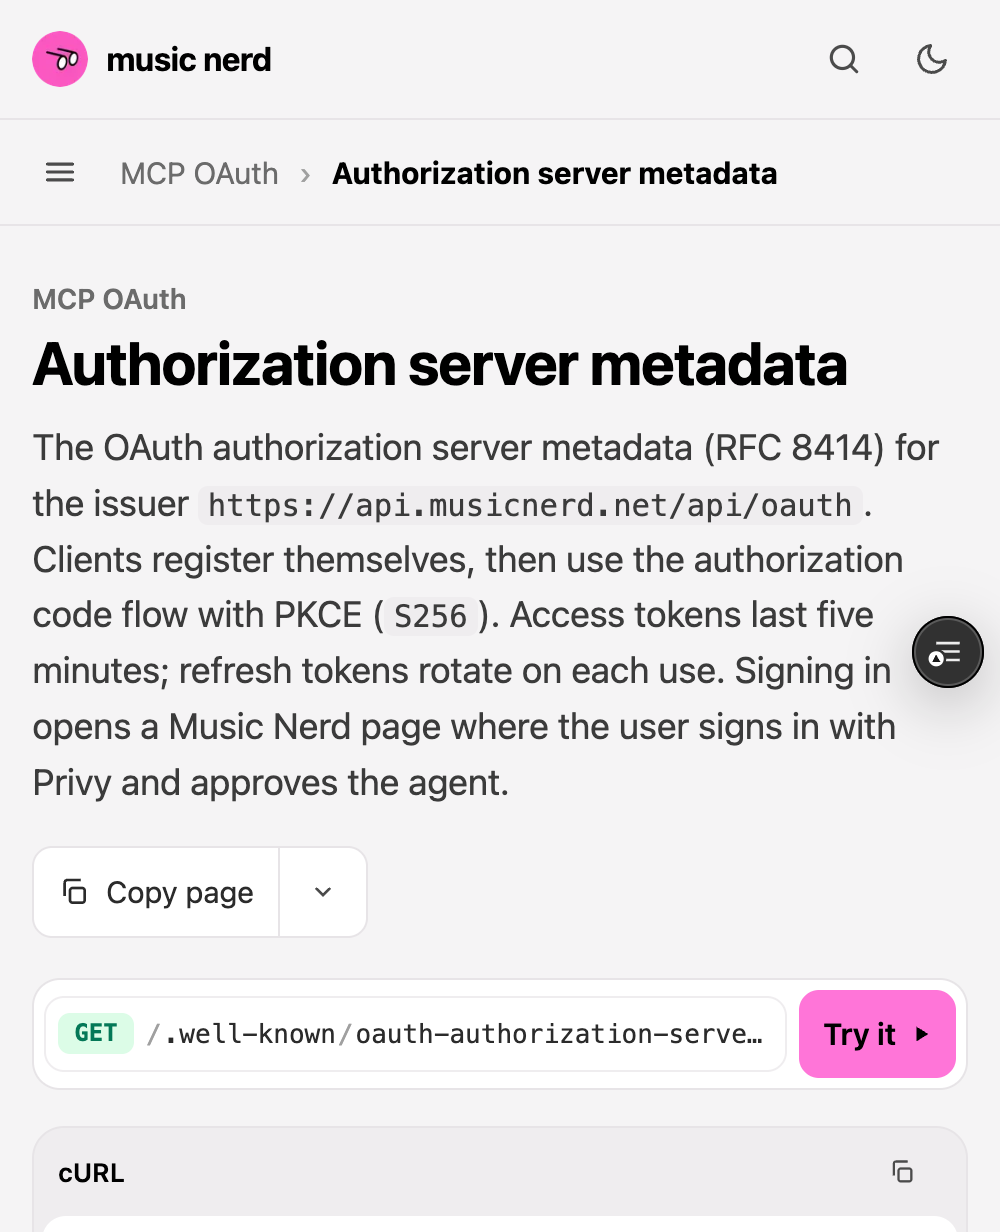 music nerd
MCP OAuth › Authorization server metadata
MCP OAuth
Authorization server metadata
The OAuth authorization server metadata (RFC 8414) for
the issuer https://api.musicnerd.net/api/oauth.
Clients register themselves, then use the authorization
code flow with PKCE (S256). Access tokens last five
minutes; refresh tokens rotate on each use. Signing in
opens a Music Nerd page where the user signs in with
Privy and approves the agent.
Copy page
GET /.well-known/oauth-authorization-serve…
Try it
cURL